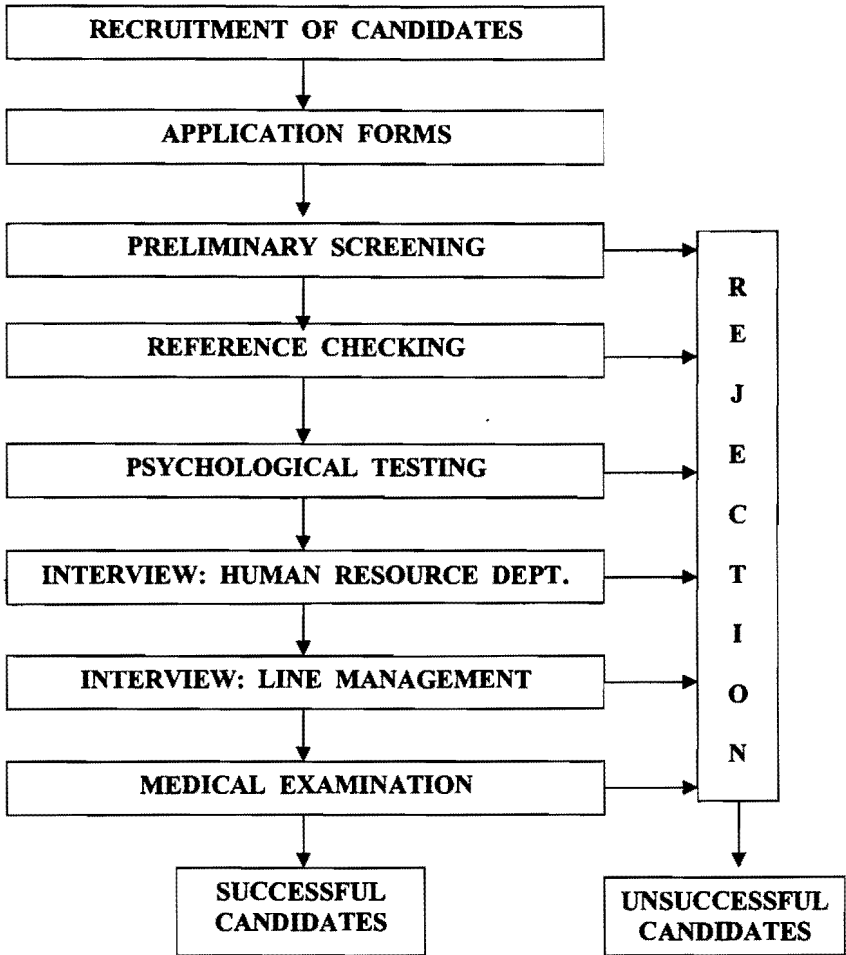 RECRUITMENT OF CANDIDATES
APPLICATION FORMS
PRELIMINARY SCREENING
REFERENCE CHECKING
PSYCHOLOGICAL TESTING
INTERVIEW: HUMAN RESOURCE DEPT.
INTERVIEW: LINE MANAGEMENT
MEDICAL EXAMINATION
R
E
J
E
C
T
I
O
N
SUCCESSFUL
CANDIDATES
UNSUCCESSFUL
CANDIDATES